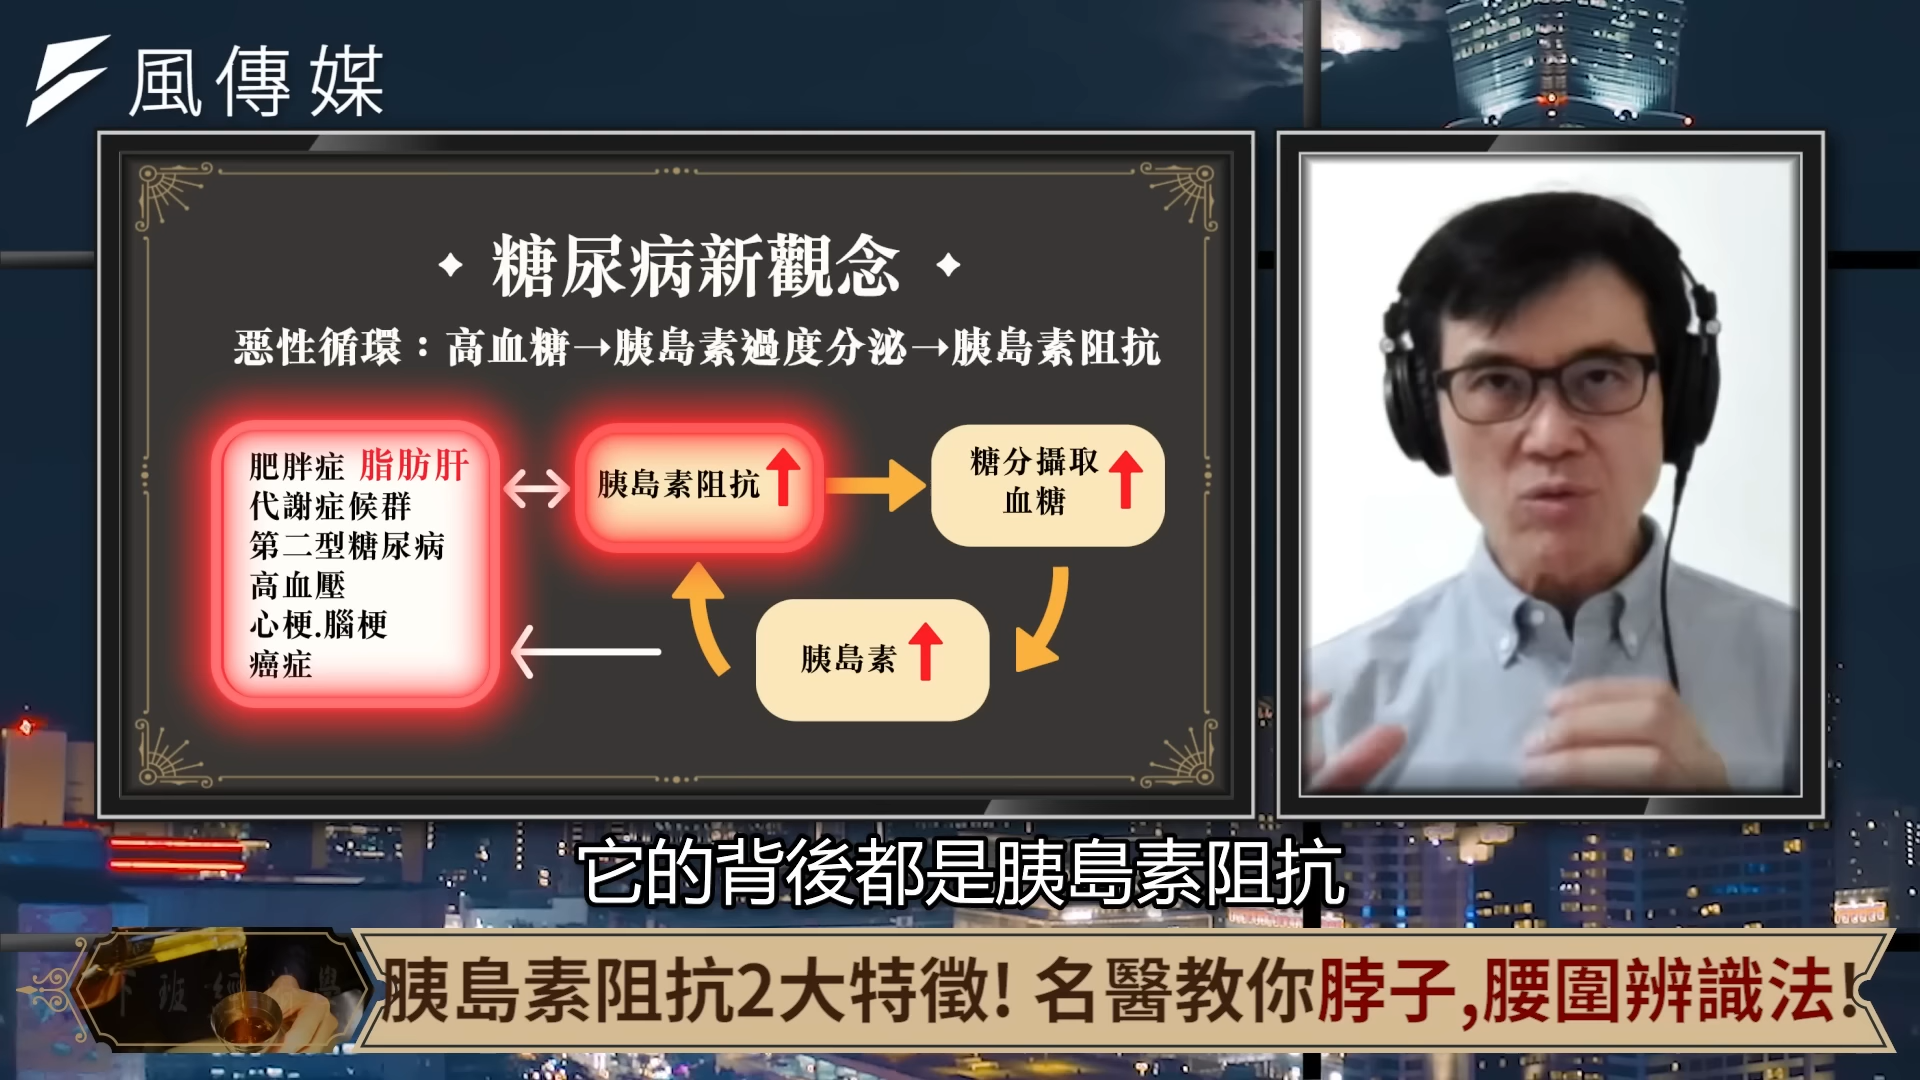 風傳媒
糖尿病新觀念
惡性循環：高血糖→胰島素過度分泌→胰島素阻抗
肥胖症 脂肪肝
代謝症候群
第二型糖尿病
高血壓
心梗.腦梗
癌症
胰島素阻抗
糖分攝取
血糖
胰島素
它的背後都是胰島素阻抗
下班經濟學
胰島素阻抗2大特徵! 名醫教你脖子,腰圍辨識法!